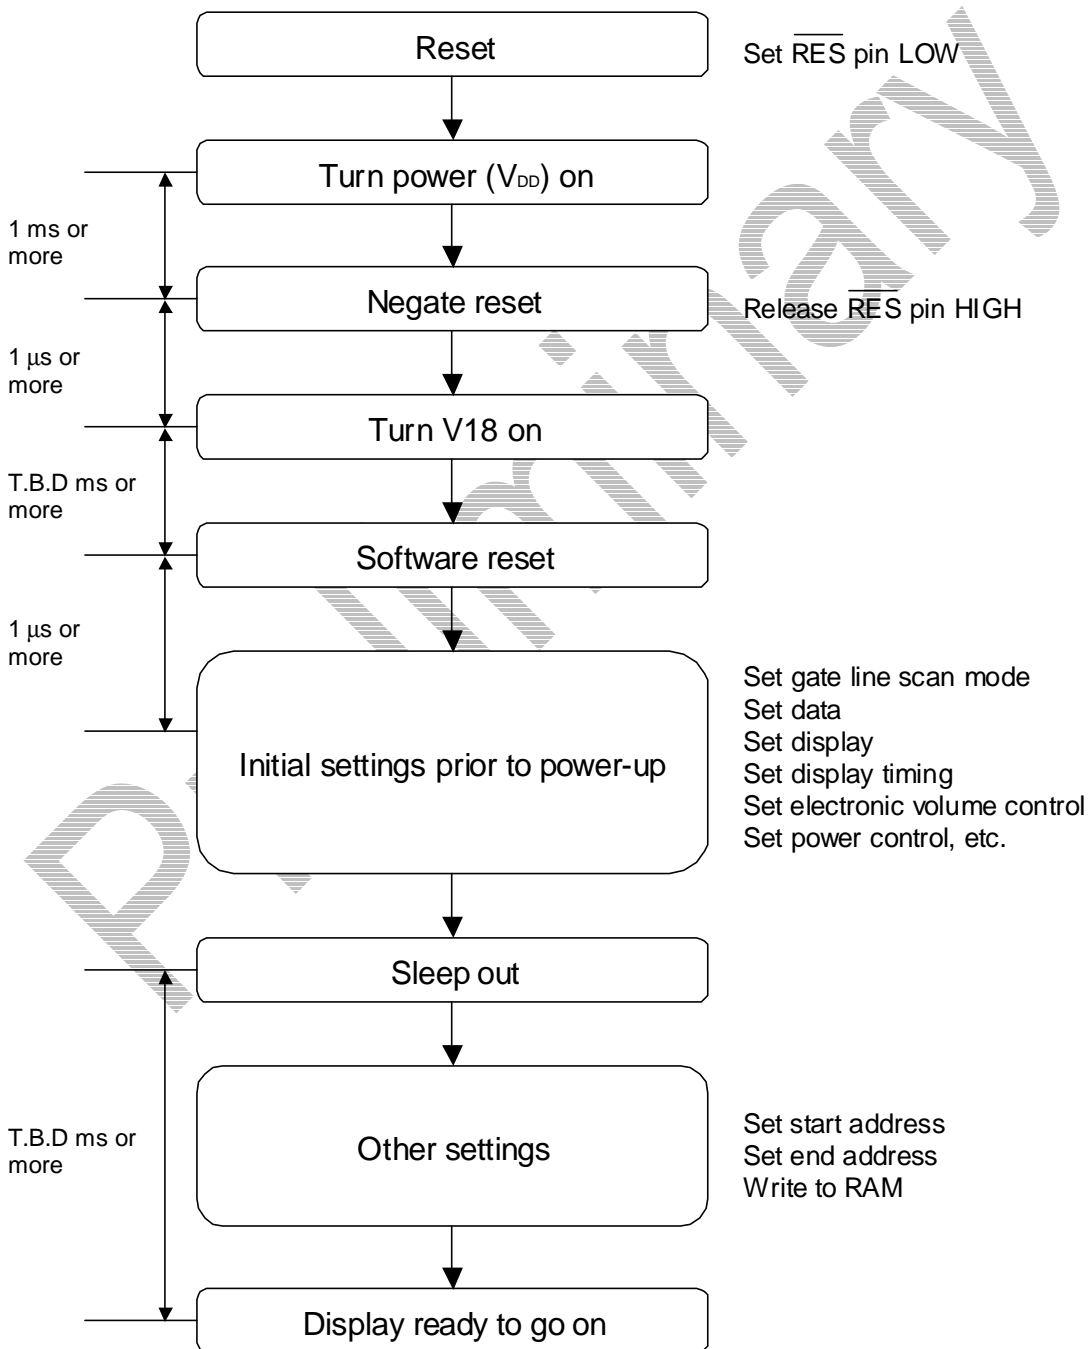 Reset
Set RES pin LOW
Turn power (VDD) on
1 ms or
more
Negate reset
Release RES pin HIGH
1 µs or
more
Turn V18 on
T.B.D ms or
more
Software reset
1 µs or
more
Initial settings prior to power-up
Set gate line scan mode
Set data
Set display
Set display timing
Set electronic volume control
Set power control, etc.
Sleep out
T.B.D ms or
more
Other settings
Set start address
Set end address
Write to RAM
Display ready to go on
Preliminary